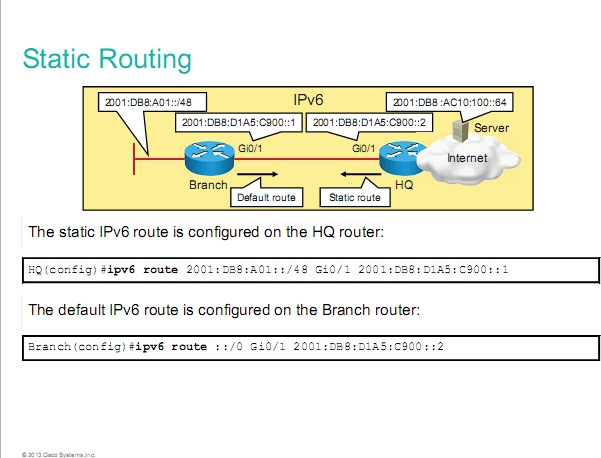 Static Routing
IPv6
2001:DB8:A01::/48
2001:DB8:AC10:100::64
2001:DB8:D1A5:C900::1
2001:DB8:D1A5:C900::2
Server
Gi0/1
Gi0/1
Internet
Branch
HQ
Default route
Static route
The static IPv6 route is configured on the HQ router:
HQ(config)#ipv6 route 2001:DB8:A01::/48 Gi0/1 2001:DB8:D1A5:C900::1
The default IPv6 route is configured on the Branch router:
Branch(config)#ipv6 route ::/0 Gi0/1 2001:DB8:D1A5:C900::2
© 2013 Cisco Systems, Inc.